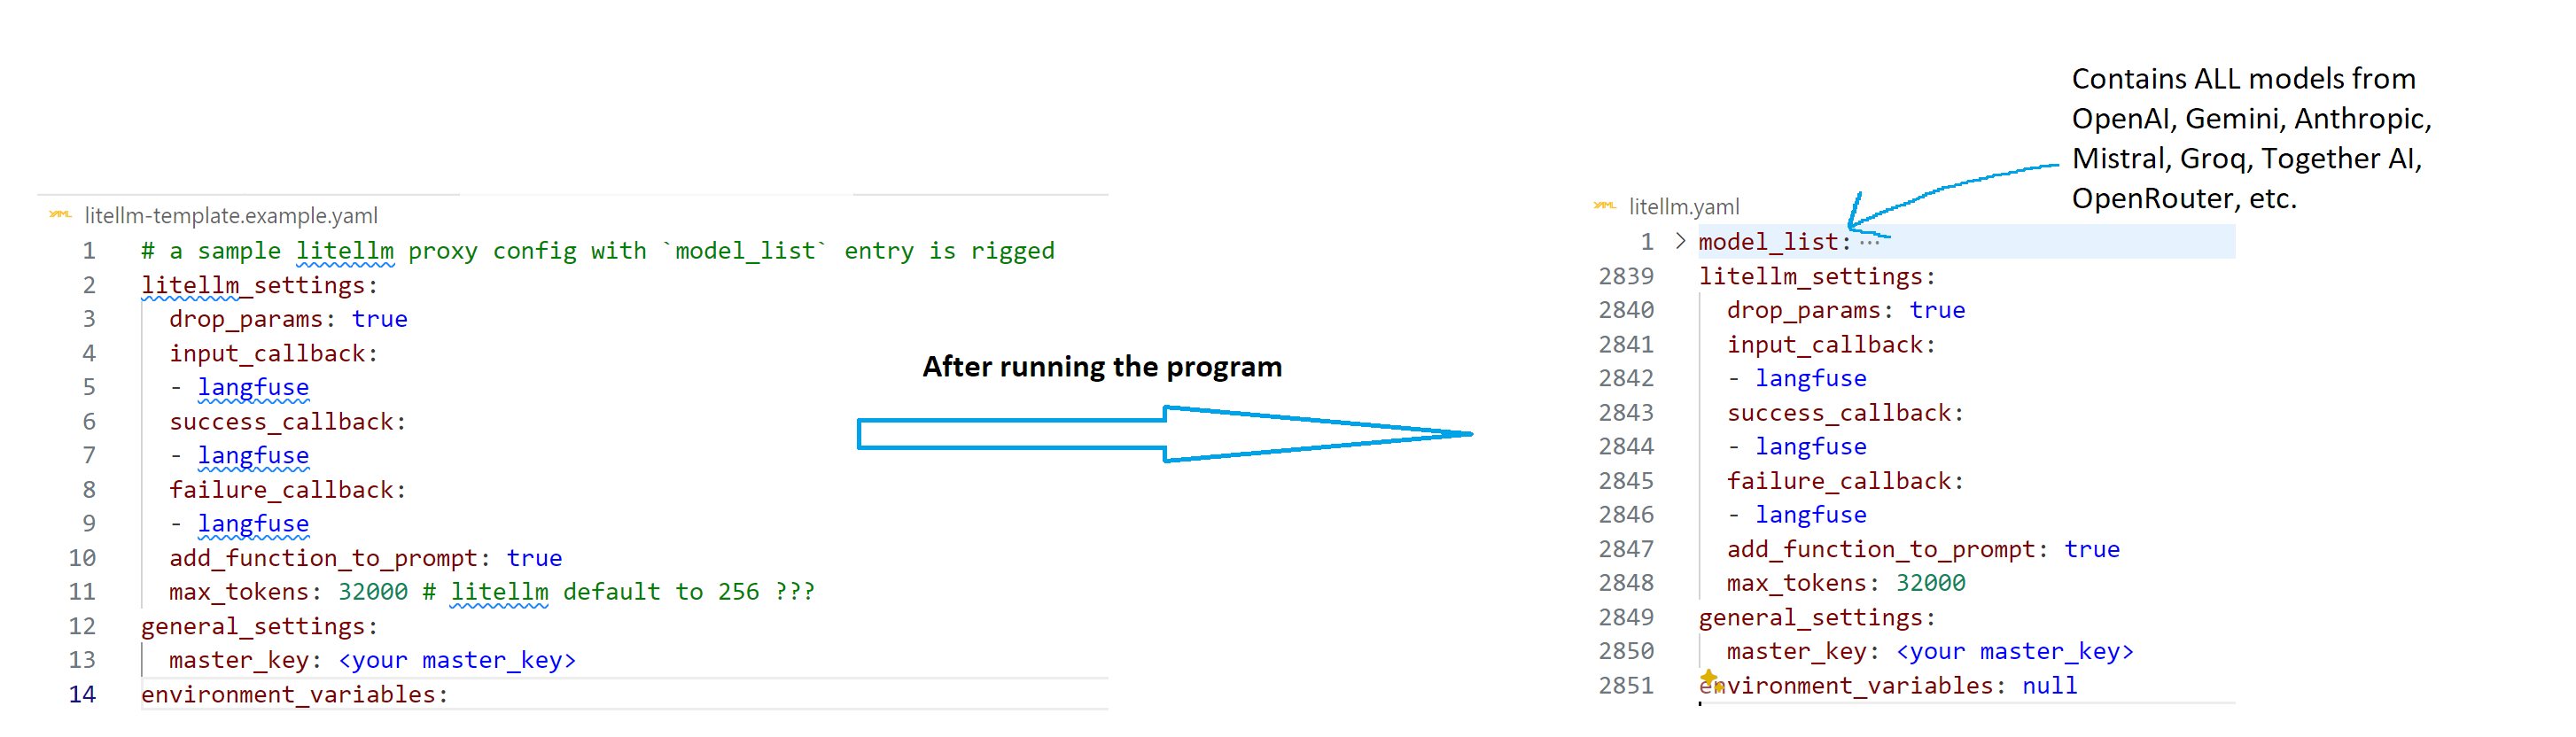 YAML litellm-template.example.yaml
1 # a sample litellm proxy config with `model_list` entry is rigged
2 litellm_settings:
3 drop_params: true
4 input_callback:
5 - langfuse
6 success_callback:
7 - langfuse
8 failure_callback:
9 - langfuse
10 add_function_to_prompt: true
11 max_tokens: 32000 # litellm default to 256 ???
12 general_settings:
13 master_key: <your master_key>
14 environment_variables:
After running the program
Contains ALL models from
OpenAI, Gemini, Anthropic,
Mistral, Groq, Together AI,
OpenRouter, etc.
YAML litellm.yaml
1 > model_list: ···
2839 litellm_settings:
2840 drop_params: true
2841 input_callback:
2842 - langfuse
2843 success_callback:
2844 - langfuse
2845 failure_callback:
2846 - langfuse
2847 add_function_to_prompt: true
2848 max_tokens: 32000
2849 general_settings:
2850 master_key: <your master_key>
2851 environment_variables: null